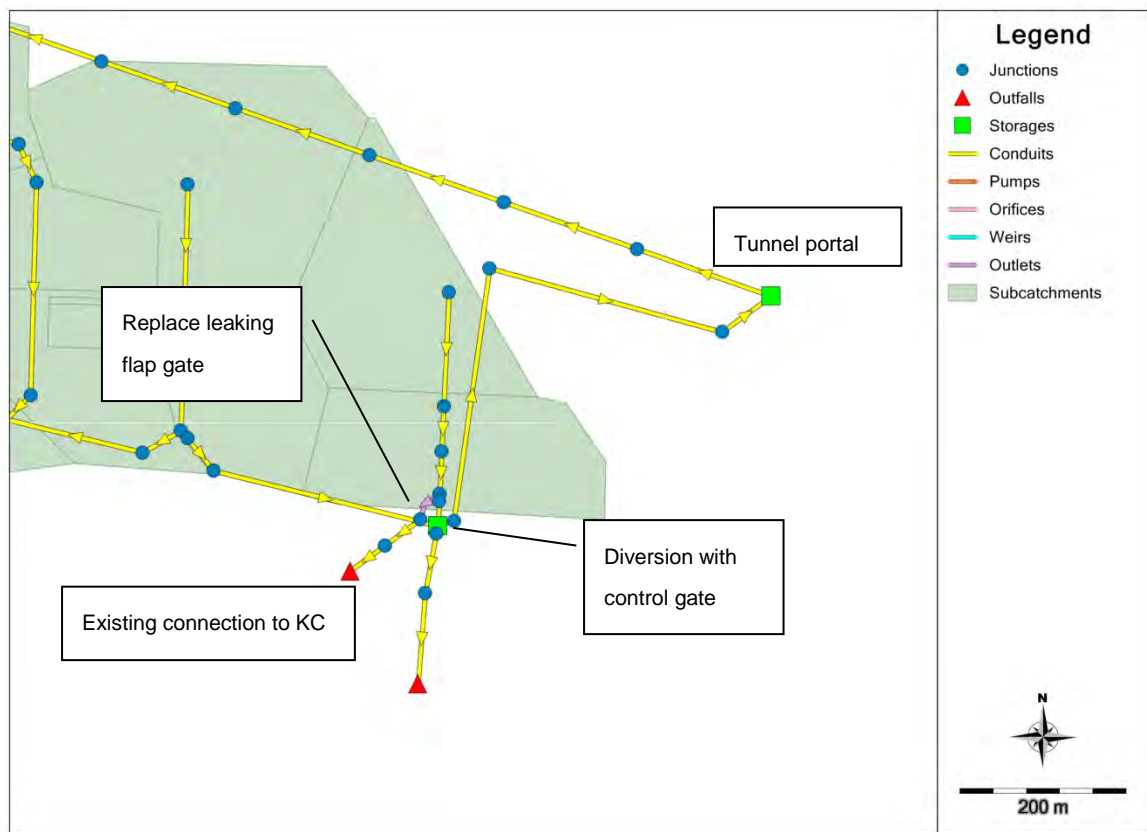 Tunnel portal
Replace leaking
flap gate
Diversion with
control gate
Existing connection to KC
Legend
Junctions
Outfalls
Storages
Conduits
Pumps
Orifices
Weirs
Outlets
Subcatchments
N
200 m